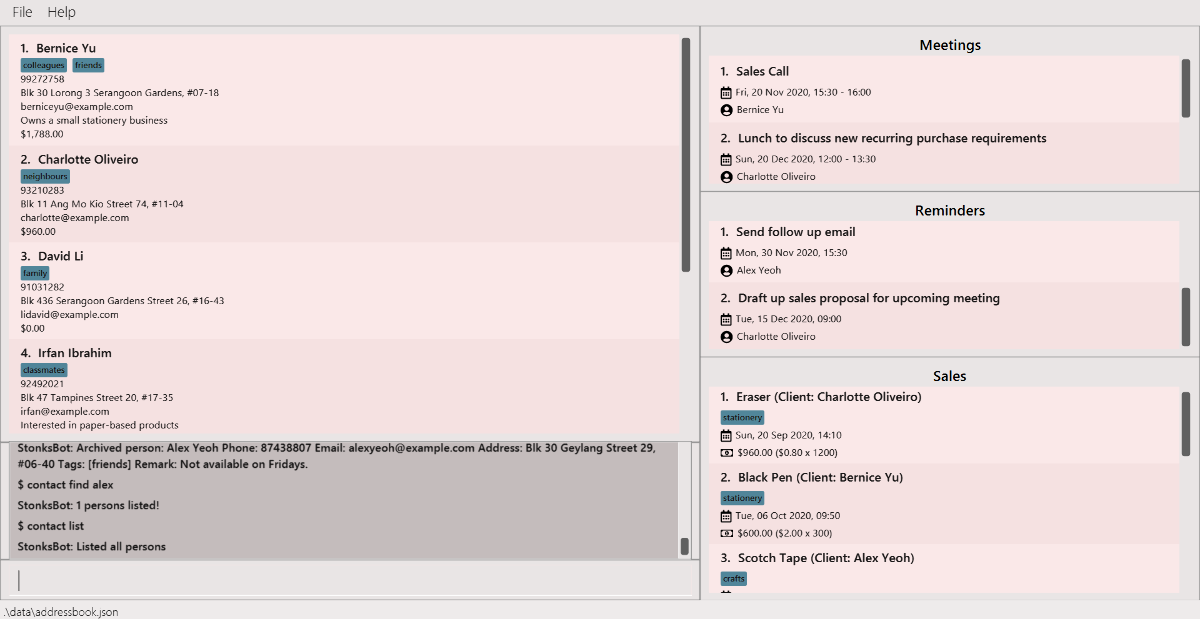 File Help
1. Bernice Yu
colleagues friends
99272758
Blk 30 Lorong 3 Serangoon Gardens, #07-18
berniceyu@example.com
Owns a small stationery business
$1,788.00
2. Charlotte Oliveiro
neighbours
93210283
Blk 11 Ang Mo Kio Street 74, #11-04
charlotte@example.com
$960.00
3. David Li
family
91031282
Blk 436 Serangoon Gardens Street 26, #16-43
lidavid@example.com
$0.00
4. Irfan Ibrahim
classmates
92492021
Blk 47 Tampines Street 20, #17-35
irfan@example.com
Interested in paper-based products
StonksBot: Archived person: Alex Yeoh Phone: 87438807 Email: alexyeoh@example.com Address: Blk 30 Geylang Street 29,
#06-40 Tags: [friends] Remark: Not available on Fridays.
$ contact find alex
StonksBot: 1 persons listed!
$ contact list
StonksBot: Listed all persons
Meetings
1. Sales Call
Fri, 20 Nov 2020, 15:30 - 16:00
Bernice Yu
2. Lunch to discuss new recurring purchase requirements
Sun, 20 Dec 2020, 12:00 - 13:30
Charlotte Oliveiro
Reminders
1. Send follow up email
Mon, 30 Nov 2020, 15:30
Alex Yeoh
2. Draft up sales proposal for upcoming meeting
Tue, 15 Dec 2020, 09:00
Charlotte Oliveiro
Sales
1. Eraser (Client: Charlotte Oliveiro)
stationery
Sun, 20 Sep 2020, 14:10
$960.00 ($0.80 x 1200)
2. Black Pen (Client: Bernice Yu)
stationery
Tue, 06 Oct 2020, 09:50
$600.00 ($2.00 x 300)
3. Scotch Tape (Client: Alex Yeoh)
crafts
.\data\addressbook.json